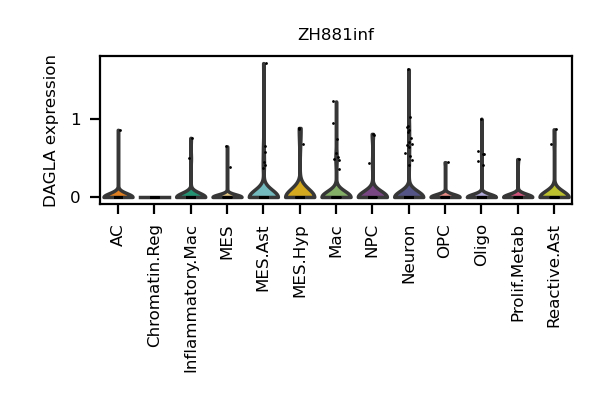 ZH881inf
DAGLA expression
1
0
AC
Chromatin.Reg
Inflammatory.Mac
MES
MES.Ast
MES.Hyp
Mac
NPC
Neuron
OPC
Oligo
Prolif.Metab
Reactive.Ast